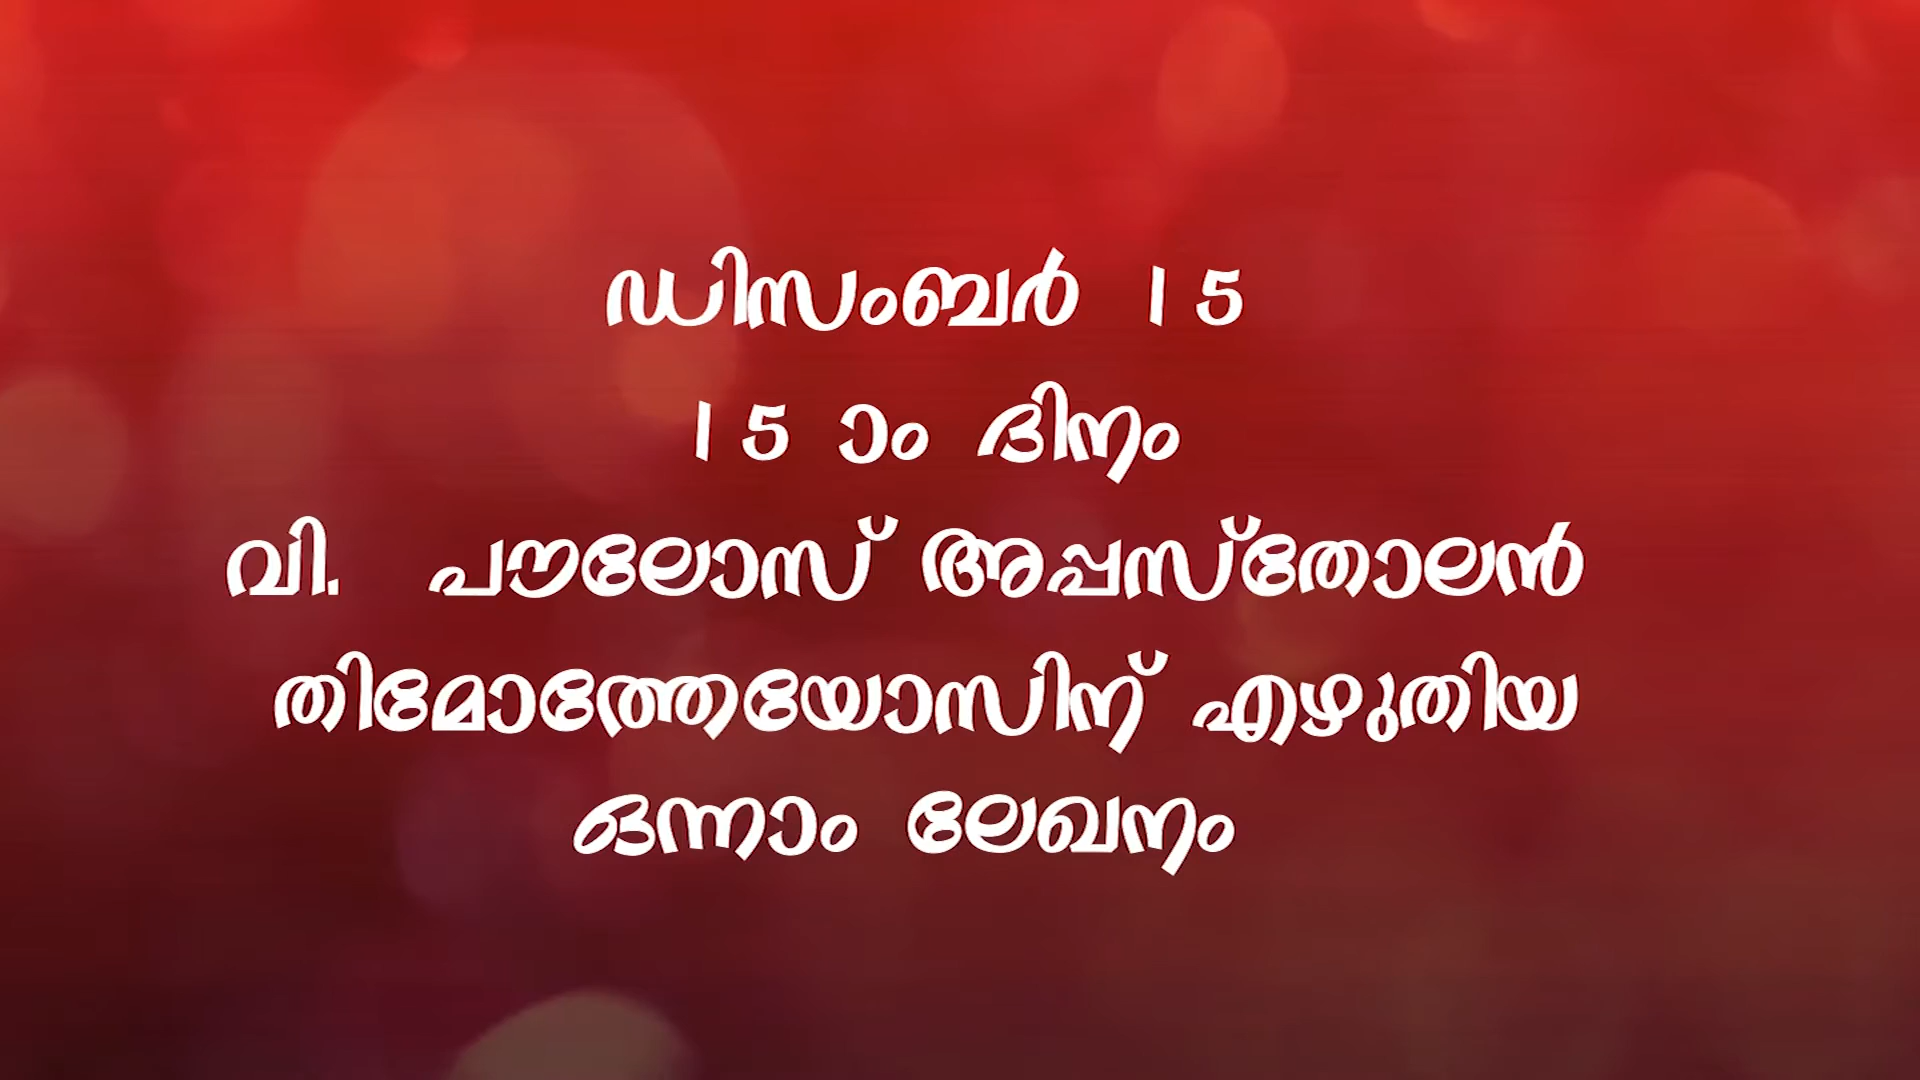 ഡിസംബർ 15
15 ാം ദിനം
വി. പൗലോസ് അപ്പസ്തോലൻ
തിമോത്തേയോസിന് എഴുതിയ
ഒന്നാം ലേഖനം